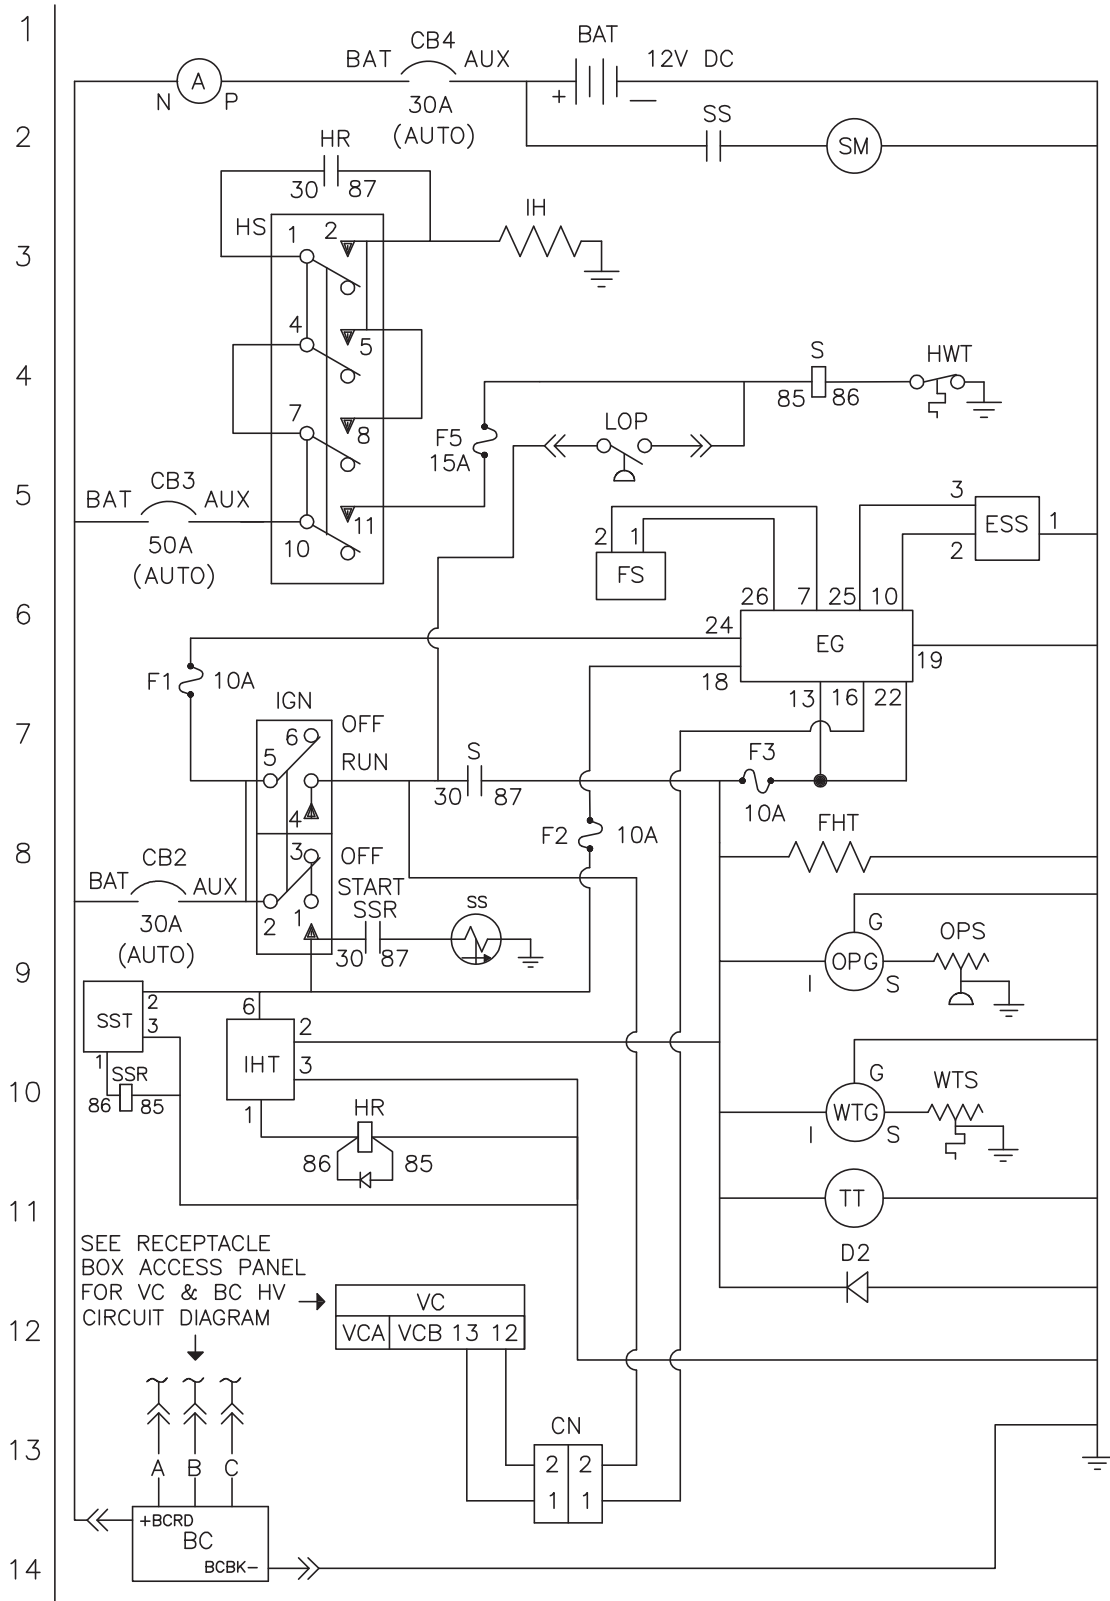 1
BAT CB4 AUX BAT 12V DC
N A P 30A + —
(AUTO)
2
SS SM
HR
30 87
HS 1 2 IH
3
4 5
4
S HWT
85 86
7 8 F5 15A LOP
5
BAT CB3 AUX
50A
(AUTO)
10 11
2 1
FS
3
ESS 1
2
6
26 7 25 10
24 EG 19
18
13 16 22
F1 10A
IGN
7
6 OFF
5 RUN
4
S
30 87
F3
10A
F2 10A
FHT
8
BAT CB2 AUX
30A
(AUTO)
3 OFF
START
2 1
SSR
30 87
SS
G
OPG OPS
I S
9
SST 2
3
1
SSR
86 85
6
IHT 2
3
1
10
HR
86 85
G
WTG WTS
I S
11
TT
D2
SEE RECEPTACLE
BOX ACCESS PANEL
FOR VC & BC HV
CIRCUIT DIAGRAM
12
VC
VCA VCB 13 12
13
CN
2 2
1 1
A B C
+BCRD
BC
BCBK-
14